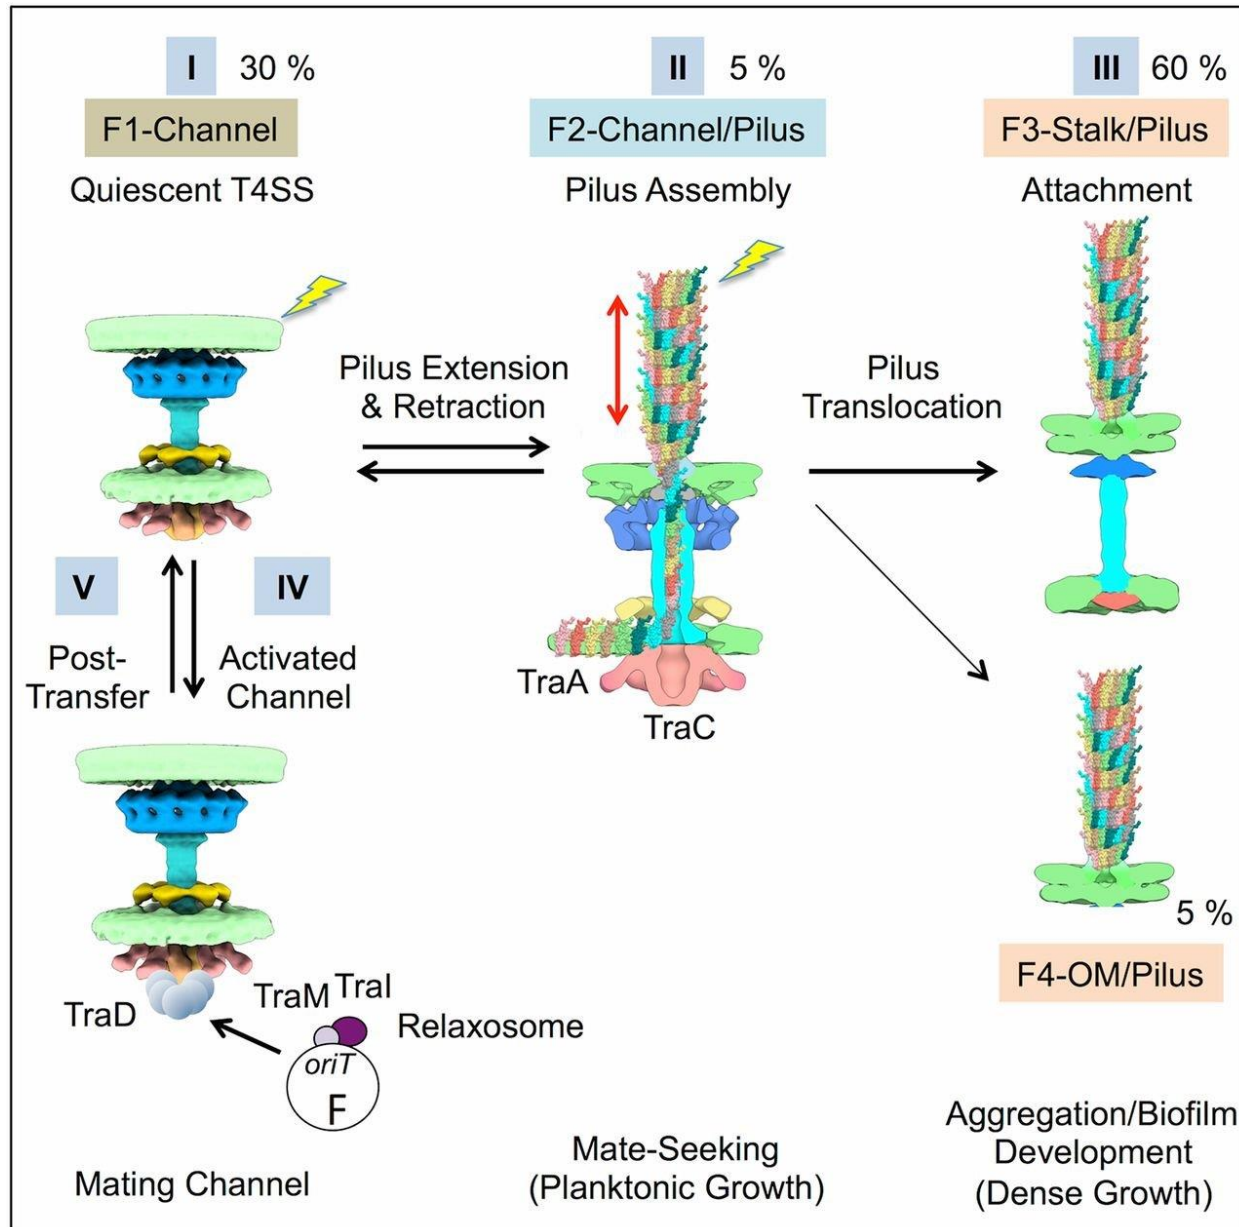 I 30 %
F1-Channel
Quiescent T4SS
II 5 %
F2-Channel/Pilus
Pilus Assembly
III 60 %
F3-Stalk/Pilus
Attachment
Pilus Extension
& Retraction
Pilus
Translocation
V
Post-
Transfer
IV
Activated
Channel
TraA
TraC
TraD
TraM
TraI
Relaxosome
oriT
F
5 %
F4-OM/Pilus
Mating Channel
Mate-Seeking
(Planktonic Growth)
Aggregation/Biofilm
Development
(Dense Growth)